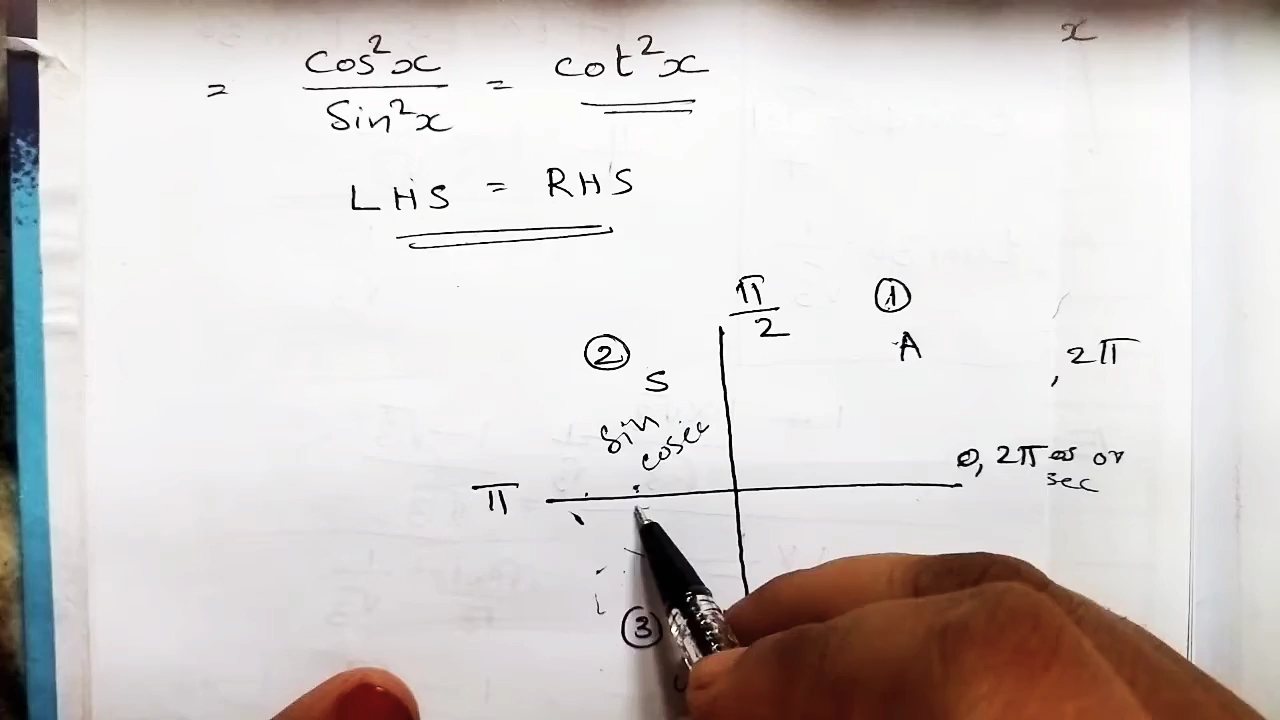 x
= cos²x / sin²x = cot²x
LHS = RHS
π/2 ①
② A , 2π
S
sin
cosec
π 0, 2π or
sec
③